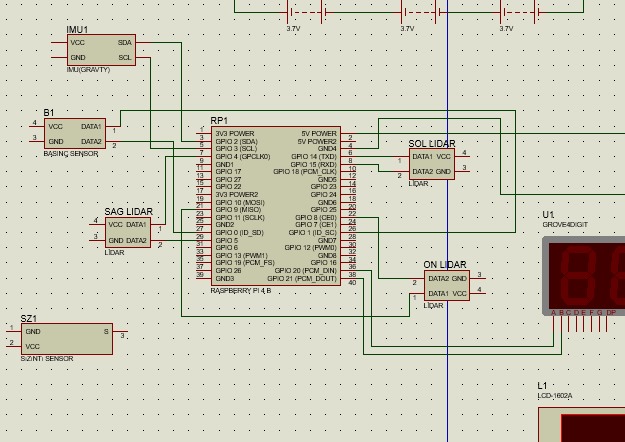 3.7V 3.7V 3.7V
IMU1
VCC SDA
GND SCL
IMU(GRAVTY)
B1
4 VCC DATA1 1
3 GND DATA2 2
BASINÇ SENSOR
RP1
1 3V3 POWER 5V POWER 2
3 GPIO 2 (SDA) 5V POWER2 4
5 GPIO 3 (SCL) GND4 6
7 GPIO 4 (GPCLK0) GPIO 14 (TXD) 8
9 GND1 GPIO 15 (RXD) 10
11 GPIO 17 GPIO 18 (PCM_CLK) 12
13 GPIO 27 GND5 14
15 GPIO 22 GPIO 23 16
17 3V3 POWER2 GPIO 24 18
19 GPIO 10 (MOSI) GND6 20
21 GPIO 9 (MISO) GPIO 25 22
23 GPIO 11 (SCLK) GPIO 8 (CE0) 24
25 GND2 GPIO 7 (CE1) 26
27 GPIO 0 (ID_SD) GPIO 1 (ID_SC) 28
29 GPIO 5 GND7 30
31 GPIO 6 GPIO 12 (PWM0) 32
33 GPIO 13 (PWM1) GND8 34
35 GPIO 19 (PCM_FS) GPIO 16 36
37 GPIO 26 GPIO 20 (PCM_DIN) 38
39 GND3 GPIO 21 (PCM_DOUT) 40
RASPBERRY PI 4 B
SOL LIDAR
1 DATA1 VCC 4
2 DATA2 GND 3
LIDAR
SAG LIDAR
4 VCC DATA1 1
3 GND DATA2 2
LIDAR
U1
GROVE4DIGIT
A B C D E F G DP
ON LIDAR
2 DATA2 GND 3
1 DATA1 VCC 4
LIDAR
SZ1
1 GND S 3
2 VCC
SIZINTI SENSOR
L1
LCD-1602A